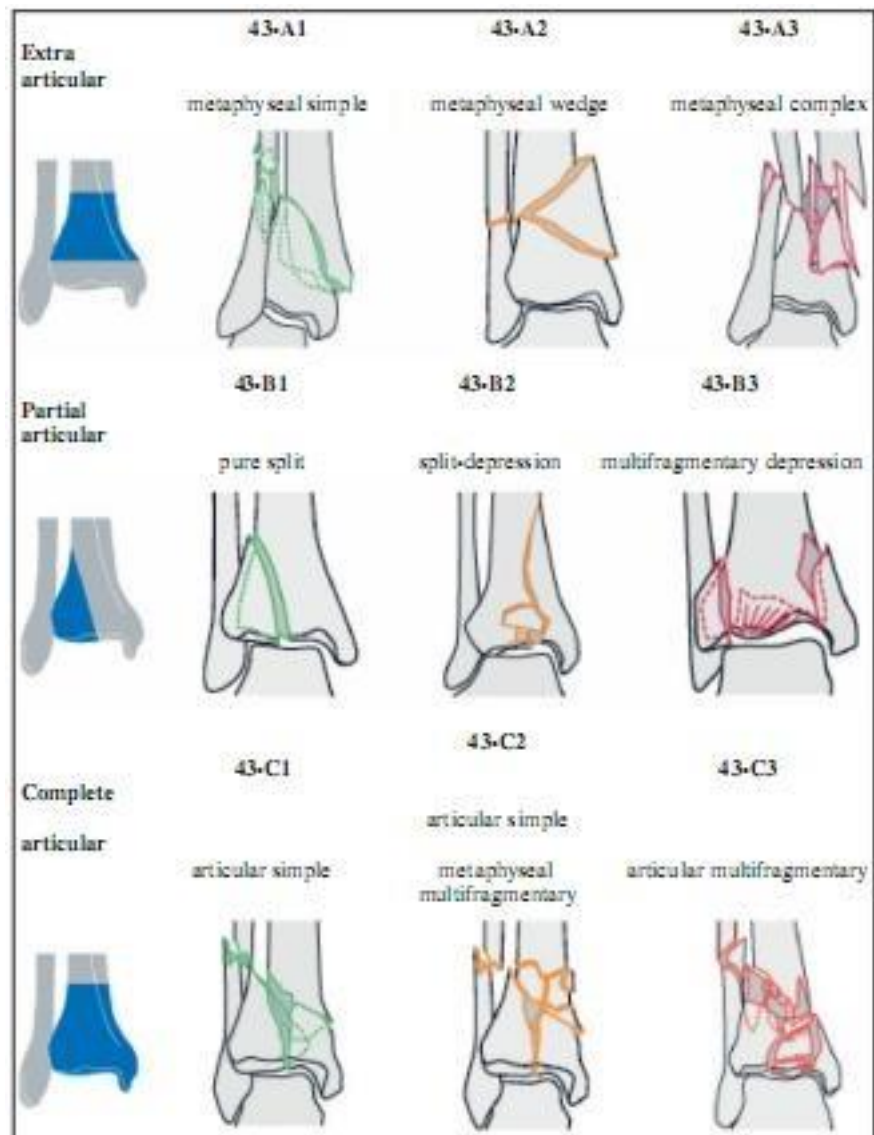 43-A1 43-A2 43-A3
Extra
articular
metaphyseal simple metaphyseal wedge metaphyseal complex
43-B1 43-B2 43-B3
Partial
articular
pure split split-depression multifragmentary depression
43-C2
43-C1 43-C3
Complete
articular simple
articular
articular simple metaphyseal articular multifragmentary
multifragmentary